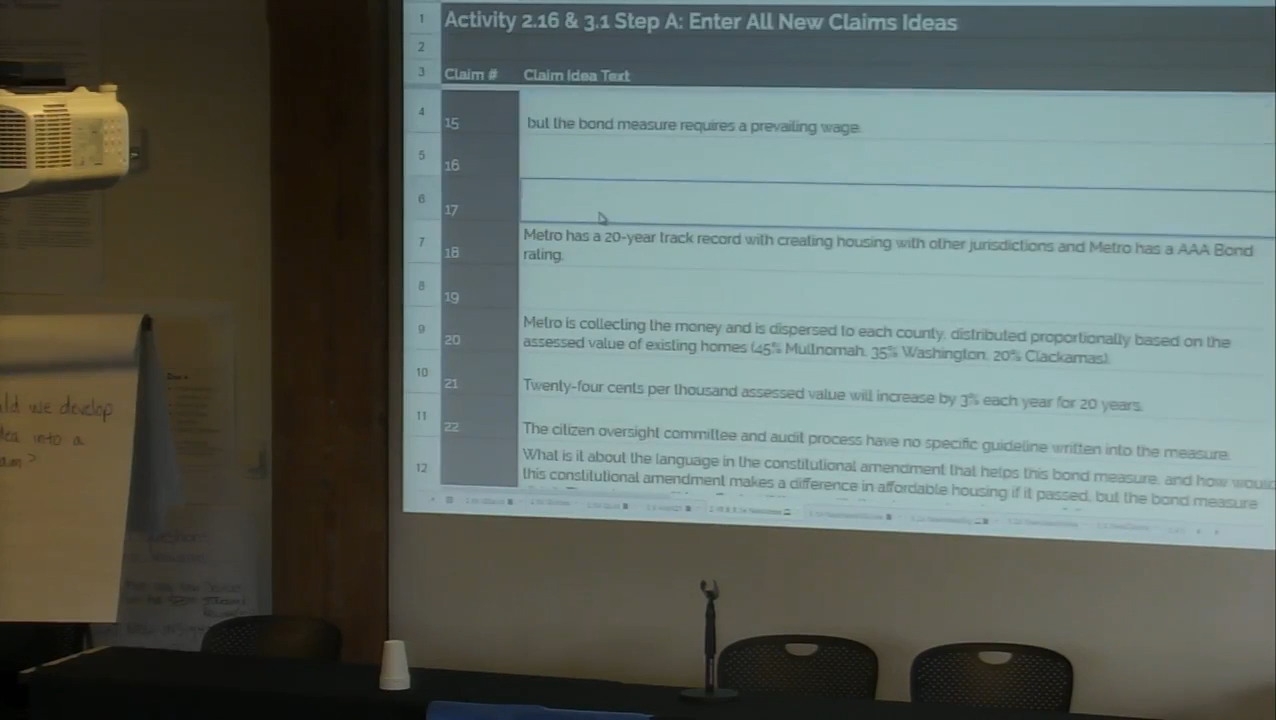 1 Activity 2.16 & 3.1 Step A: Enter All New Claims Ideas
2
3 Claim # Claim Idea Text
4 15 but the bond measure requires a prevailing wage.
5 16
6 17
7 18 Metro has a 20-year track record with creating housing with other jurisdictions and Metro has a AAA Bond
rating.
8 19
9 20 Metro is collecting the money and is dispersed to each county, distributed proportionally based on the
assessed value of existing homes (45% Multnomah, 35% Washington, 20% Clackamas).
10 21 Twenty-four cents per thousand assessed value will increase by 3% each year for 20 years.
11 22 The citizen oversight committee and audit process have no specific guideline written into the measure.
12 What is it about the language in the constitutional amendment that helps this bond measure, and how would
this constitutional amendment makes a difference in affordable housing if it passed, but the bond measure
we develop
into a